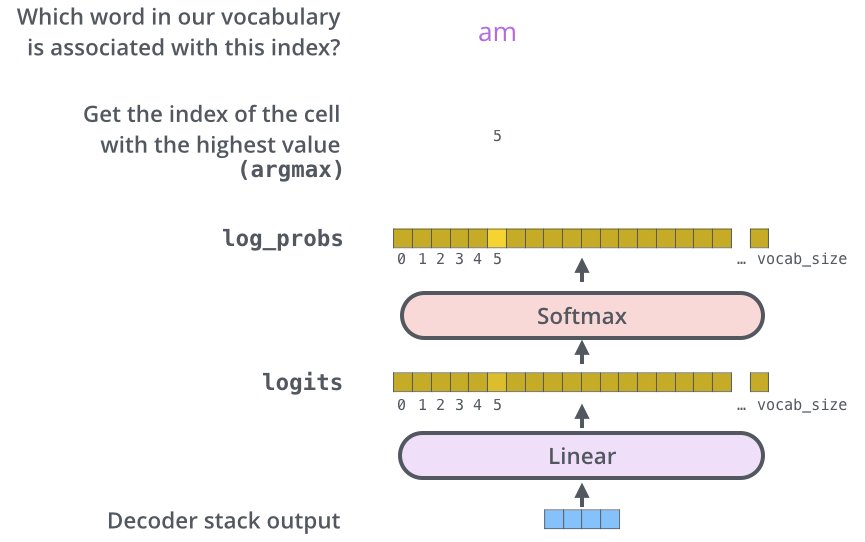 Which word in our vocabulary
is associated with this index?
am
Get the index of the cell
with the highest value
(argmax)
5
log_probs
0 1 2 3 4 5 … vocab_size
Softmax
logits
0 1 2 3 4 5 … vocab_size
Linear
Decoder stack output